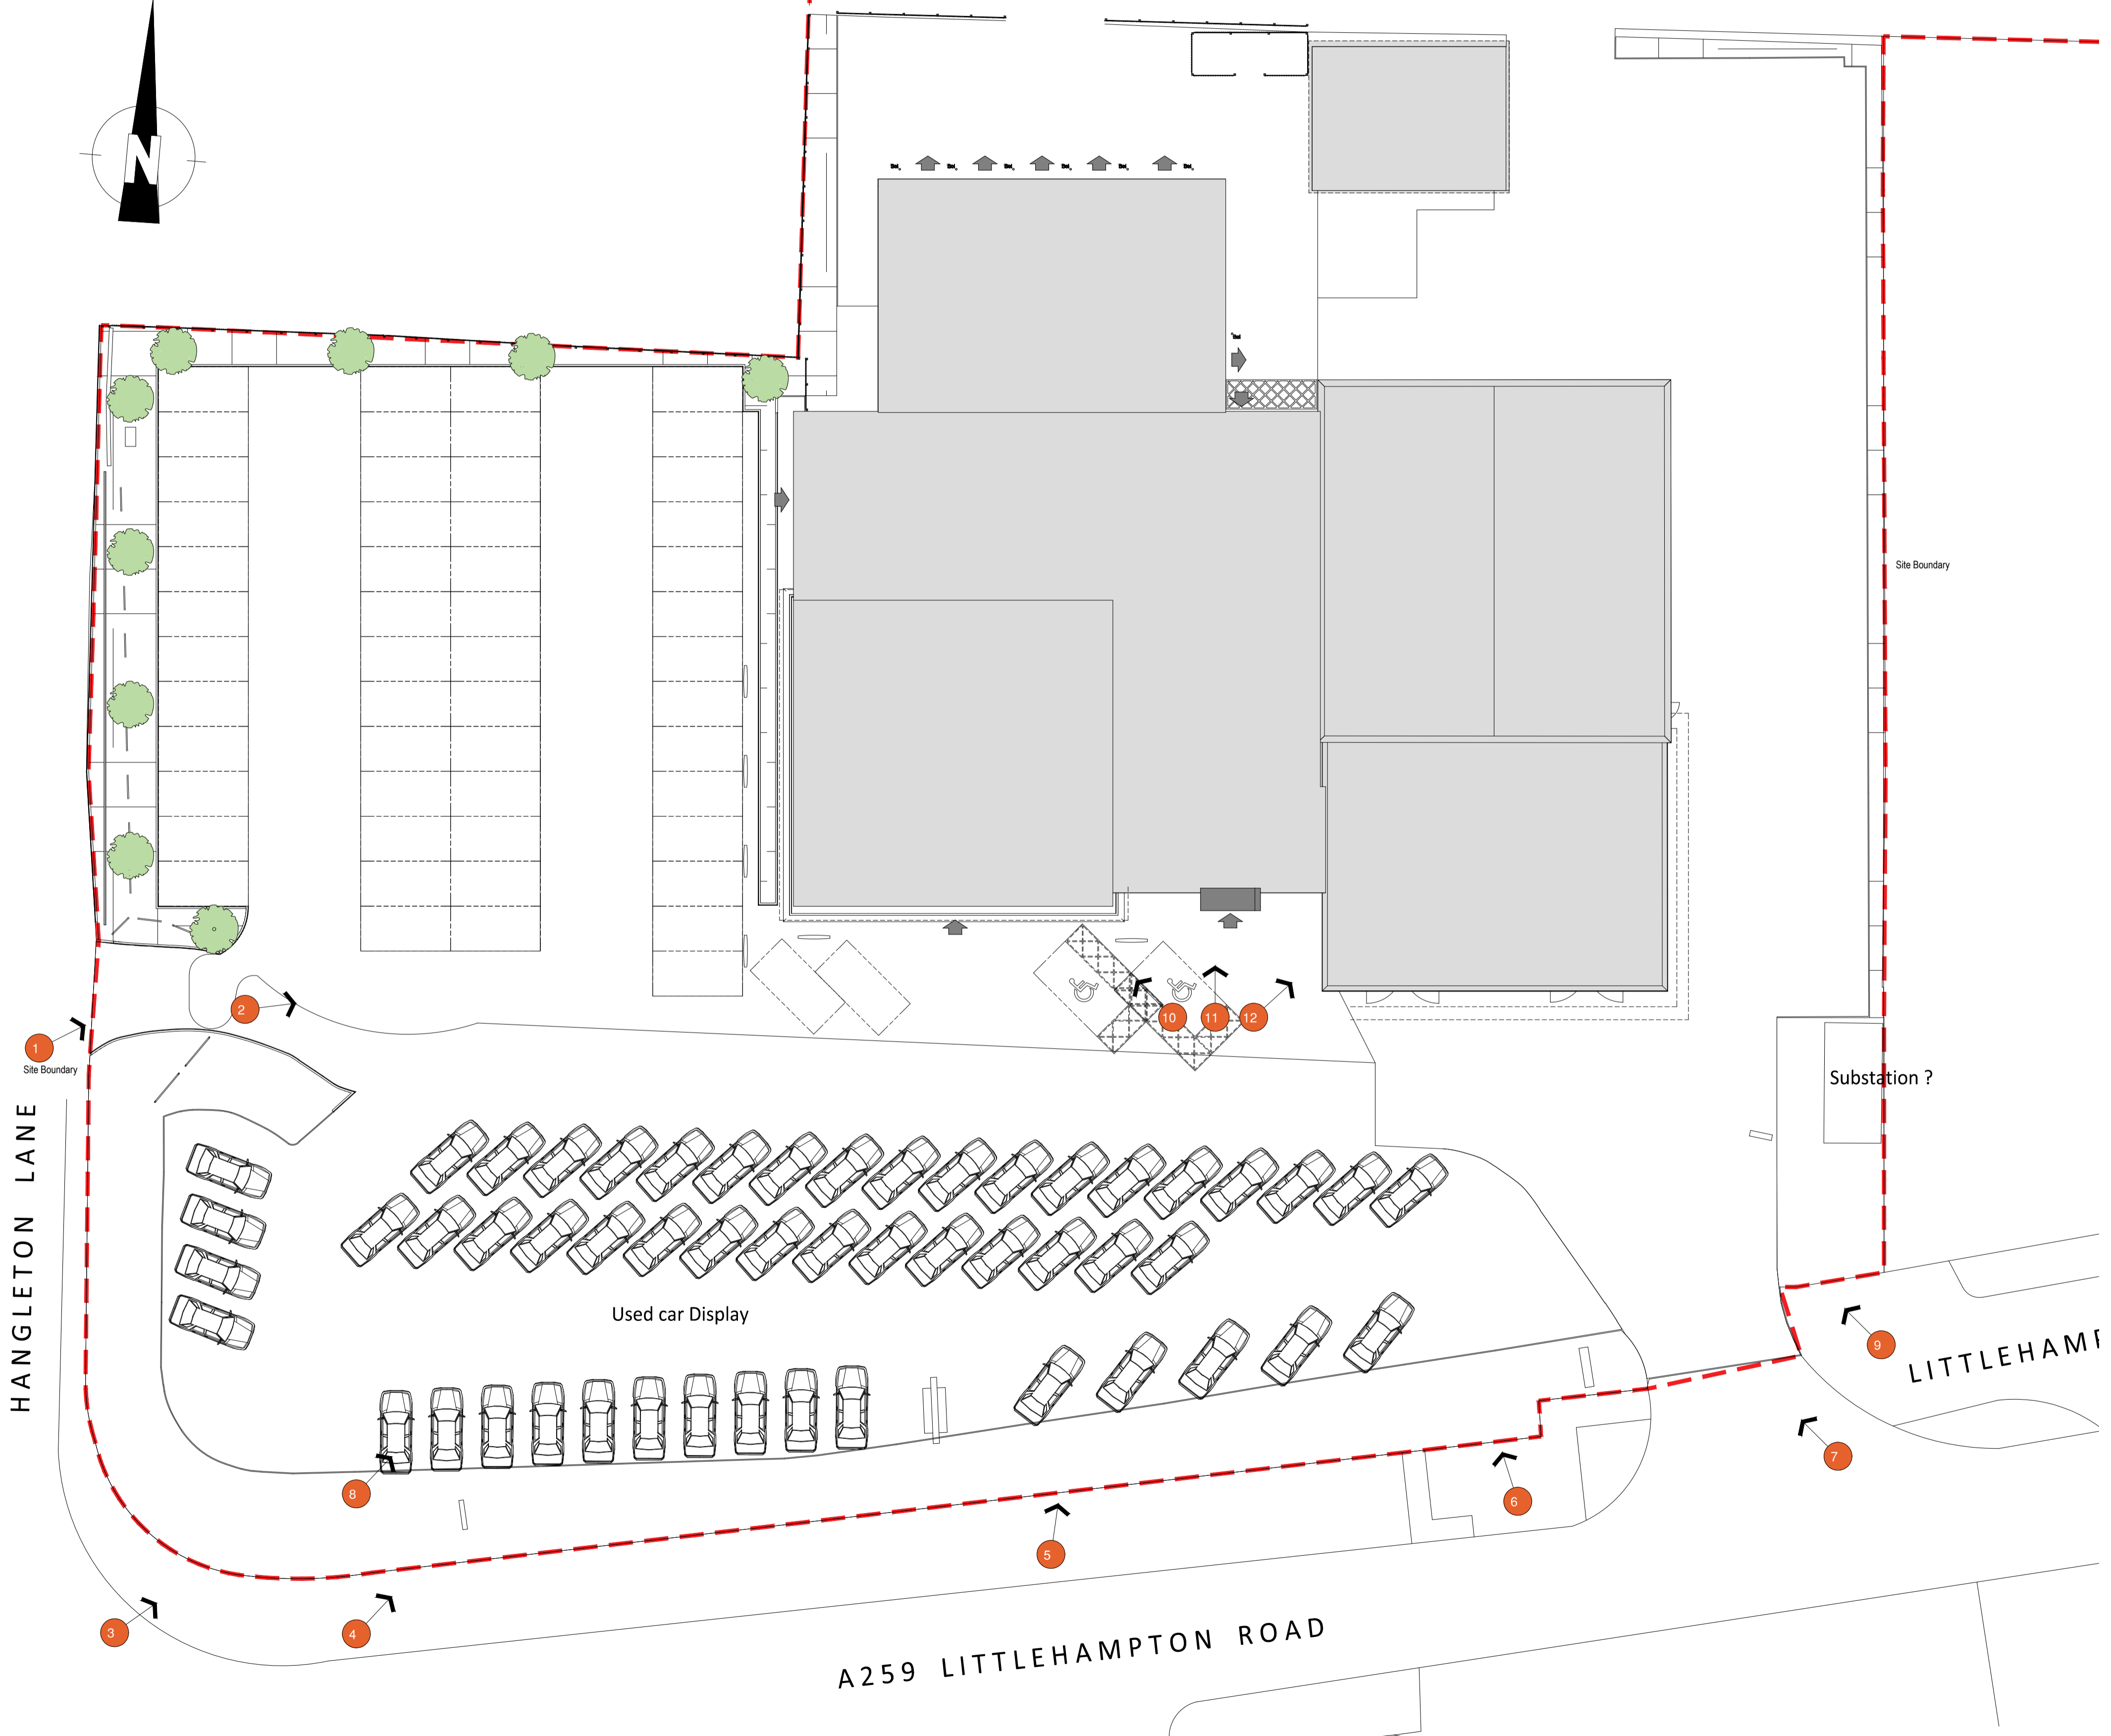 N
Site Boundary
2
10 11 12
1
Site Boundary
Substation ?
HANGLETON LANE
Used car Display
9
LITTLEHAMP
7
8
6
5
3
4
A259 LITTLEHAMPTON ROAD